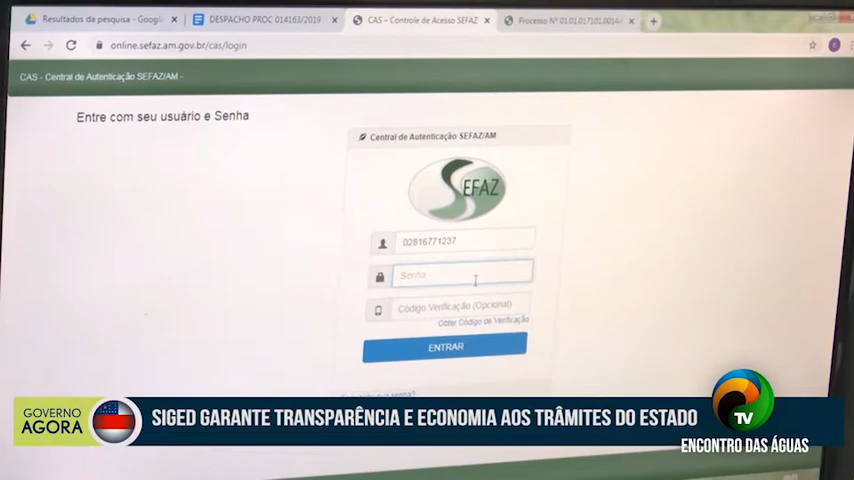 Resultados da pesquisa - Google
DESPACHO PROC 014163/2019
CAS – Controle de Acesso SEFAZ
Processo Nº 01.01.017101.0014
online.sefaz.am.gov.br/cas/login
CAS - Central de Autenticação SEFAZ/AM -
Entre com seu usuário e Senha
Central de Autenticação SEFAZ/AM
SEFAZ
02816771237
Senha
Código Verificação (Opcional)
Obter Código de Verificação
ENTRAR
GOVERNO
AGORA
SIGED GARANTE TRANSPARÊNCIA E ECONOMIA AOS TRÂMITES DO ESTADO
TV
ENCONTRO DAS ÁGUAS